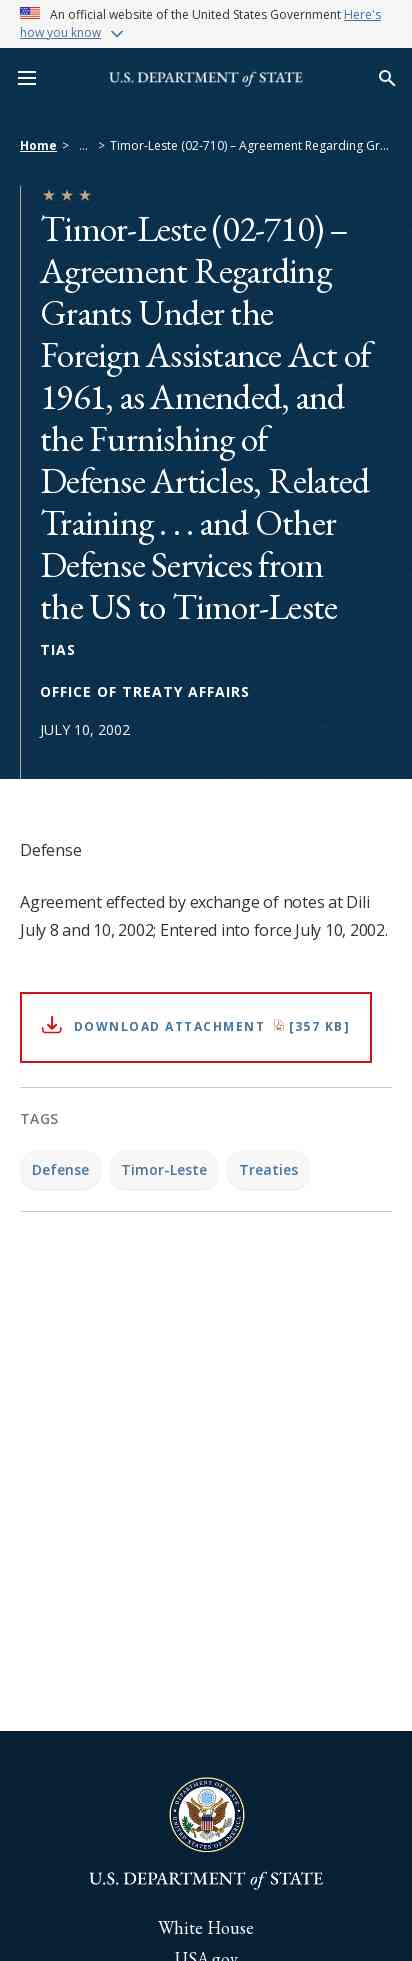 An official website of the United States Government Here's
how you know
U.S. DEPARTMENT of STATE
Home > ... > Timor-Leste (02-710) – Agreement Regarding Gr...
Timor-Leste (02-710) –
Agreement Regarding
Grants Under the
Foreign Assistance Act of
1961, as Amended, and
the Furnishing of
Defense Articles, Related
Training . . . and Other
Defense Services from
the US to Timor-Leste
TIAS
OFFICE OF TREATY AFFAIRS
JULY 10, 2002
Defense
Agreement effected by exchange of notes at Dili
July 8 and 10, 2002; Entered into force July 10, 2002.
DOWNLOAD ATTACHMENT [357 KB]
TAGS
Defense Timor-Leste Treaties
DEPARTMENT OF STATE
UNITED STATES OF AMERICA
U.S. DEPARTMENT of STATE
White House
USA.gov